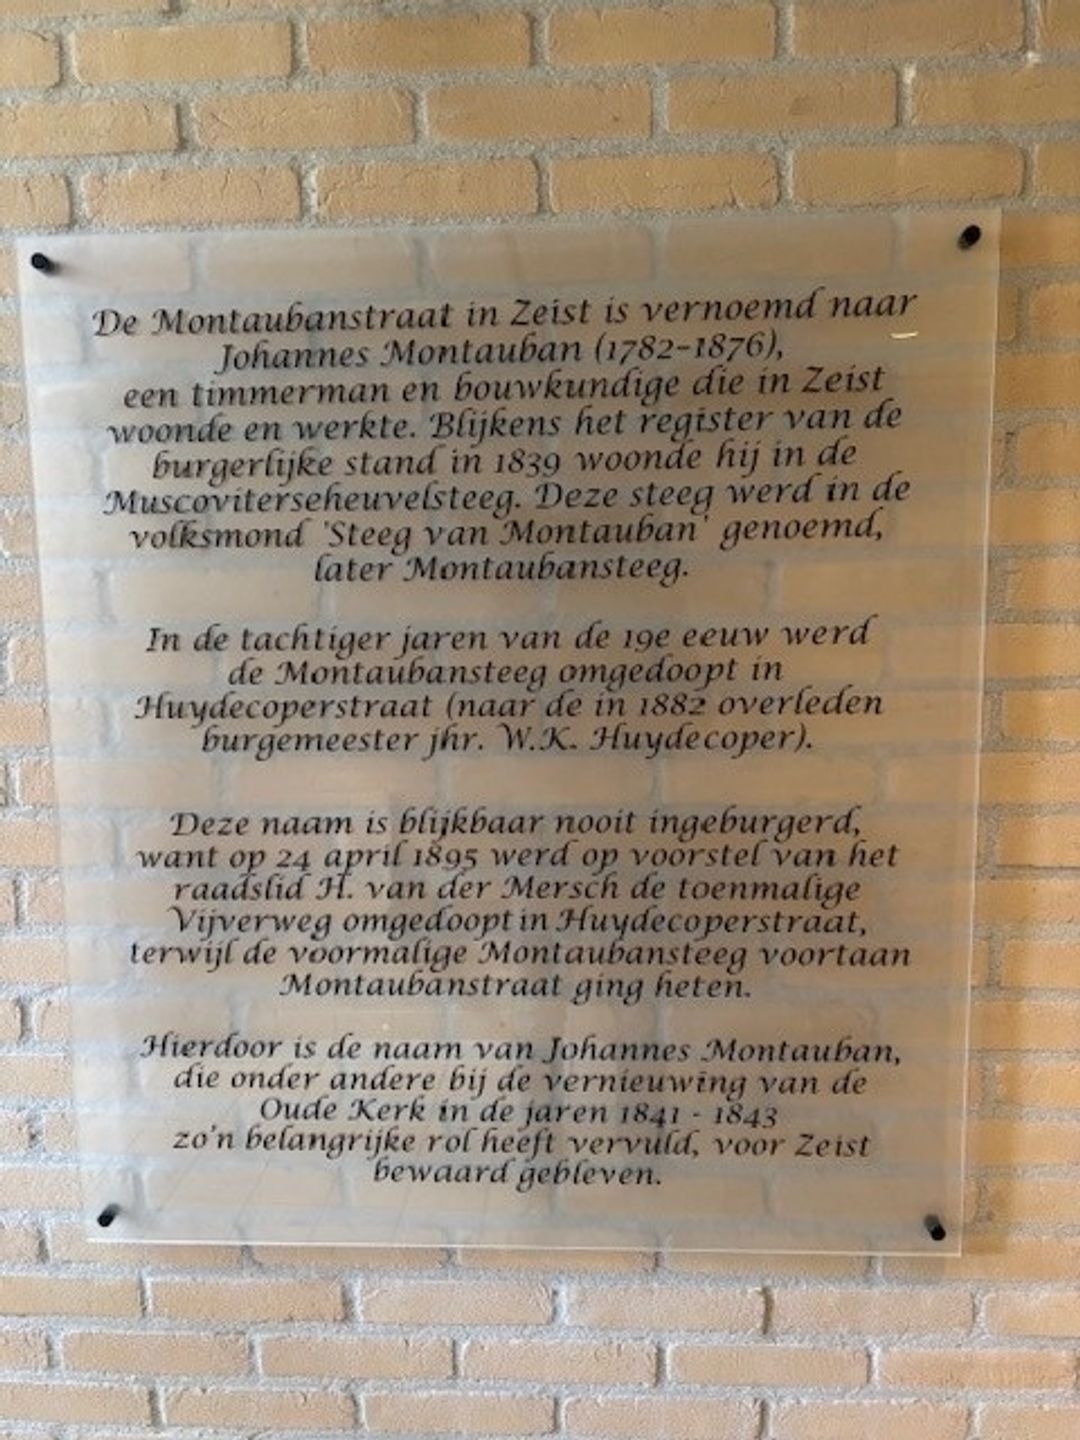 De Montaubanstraat in Zeist is vernoemd naar
Johannes Montauban (1782-1876),
een timmerman en bouwkundige die in Zeist
woonde en werkte. Blijkens het register van de
burgerlijke stand in 1839 woonde hij in de
Muscoviterseheuvelsteeg. Deze steeg werd in de
volksmond 'Steeg van Montauban' genoemd,
later Montaubansteeg.
In de tachtiger jaren van de 19e eeuw werd
de Montaubansteeg omgedoopt in
Huydecoperstraat (naar de in 1882 overleden
burgemeester jhr. W.K. Huydecoper).
Deze naam is blijkbaar nooit ingeburgerd,
want op 24 april 1895 werd op voorstel van het
raadslid H. van der Mersch de toenmalige
Vijverweg omgedoopt in Huydecoperstraat,
terwijl de voormalige Montaubansteeg voortaan
Montaubanstraat ging heten.
Hierdoor is de naam van Johannes Montauban,
die onder andere bij de vernieuwing van de
Oude Kerk in de jaren 1841 - 1843
zo'n belangrijke rol heeft vervuld, voor Zeist
bewaard gebleven.